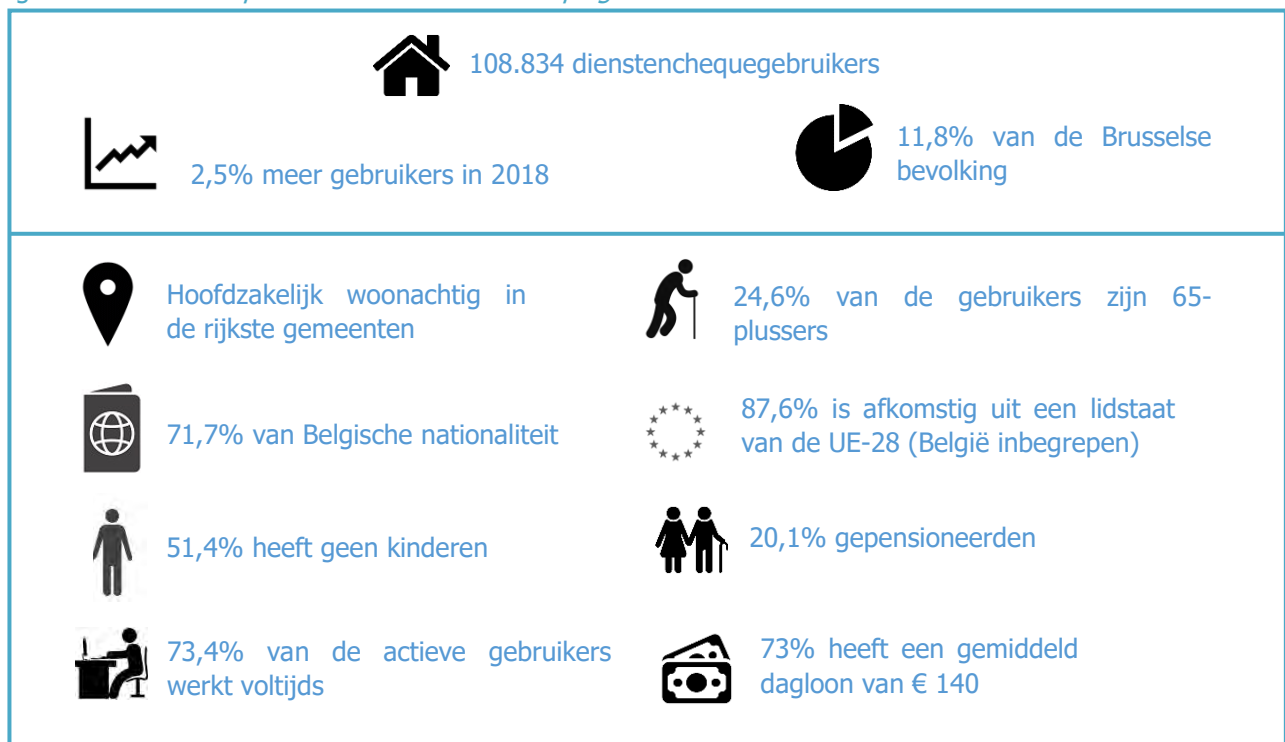 108.834 dienstenchequegebruikers
2,5% meer gebruikers in 2018
11,8% van de Brusselse
bevolking
Hoofdzakelijk woonachtig in
de rijkste gemeenten
24,6% van de gebruikers zijn 65-
plussers
71,7% van Belgische nationaliteit
87,6% is afkomstig uit een lidstaat
van de UE-28 (België inbegrepen)
51,4% heeft geen kinderen
20,1% gepensioneerden
73,4% van de actieve gebruikers
werkt voltijds
73% heeft een gemiddeld
dagloon van € 140